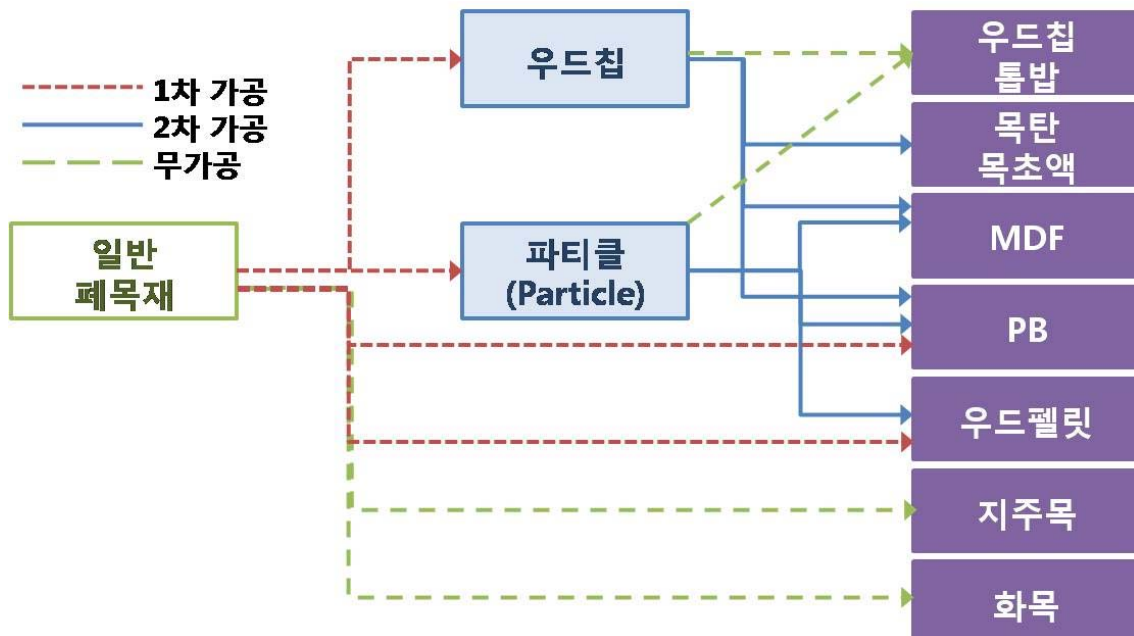 1차 가공
2차 가공
무가공
일반
폐목재
우드칩
파티클
(Particle)
우드칩
톱밥
목탄
목초액
MDF
PB
우드펠릿
지주목
화목